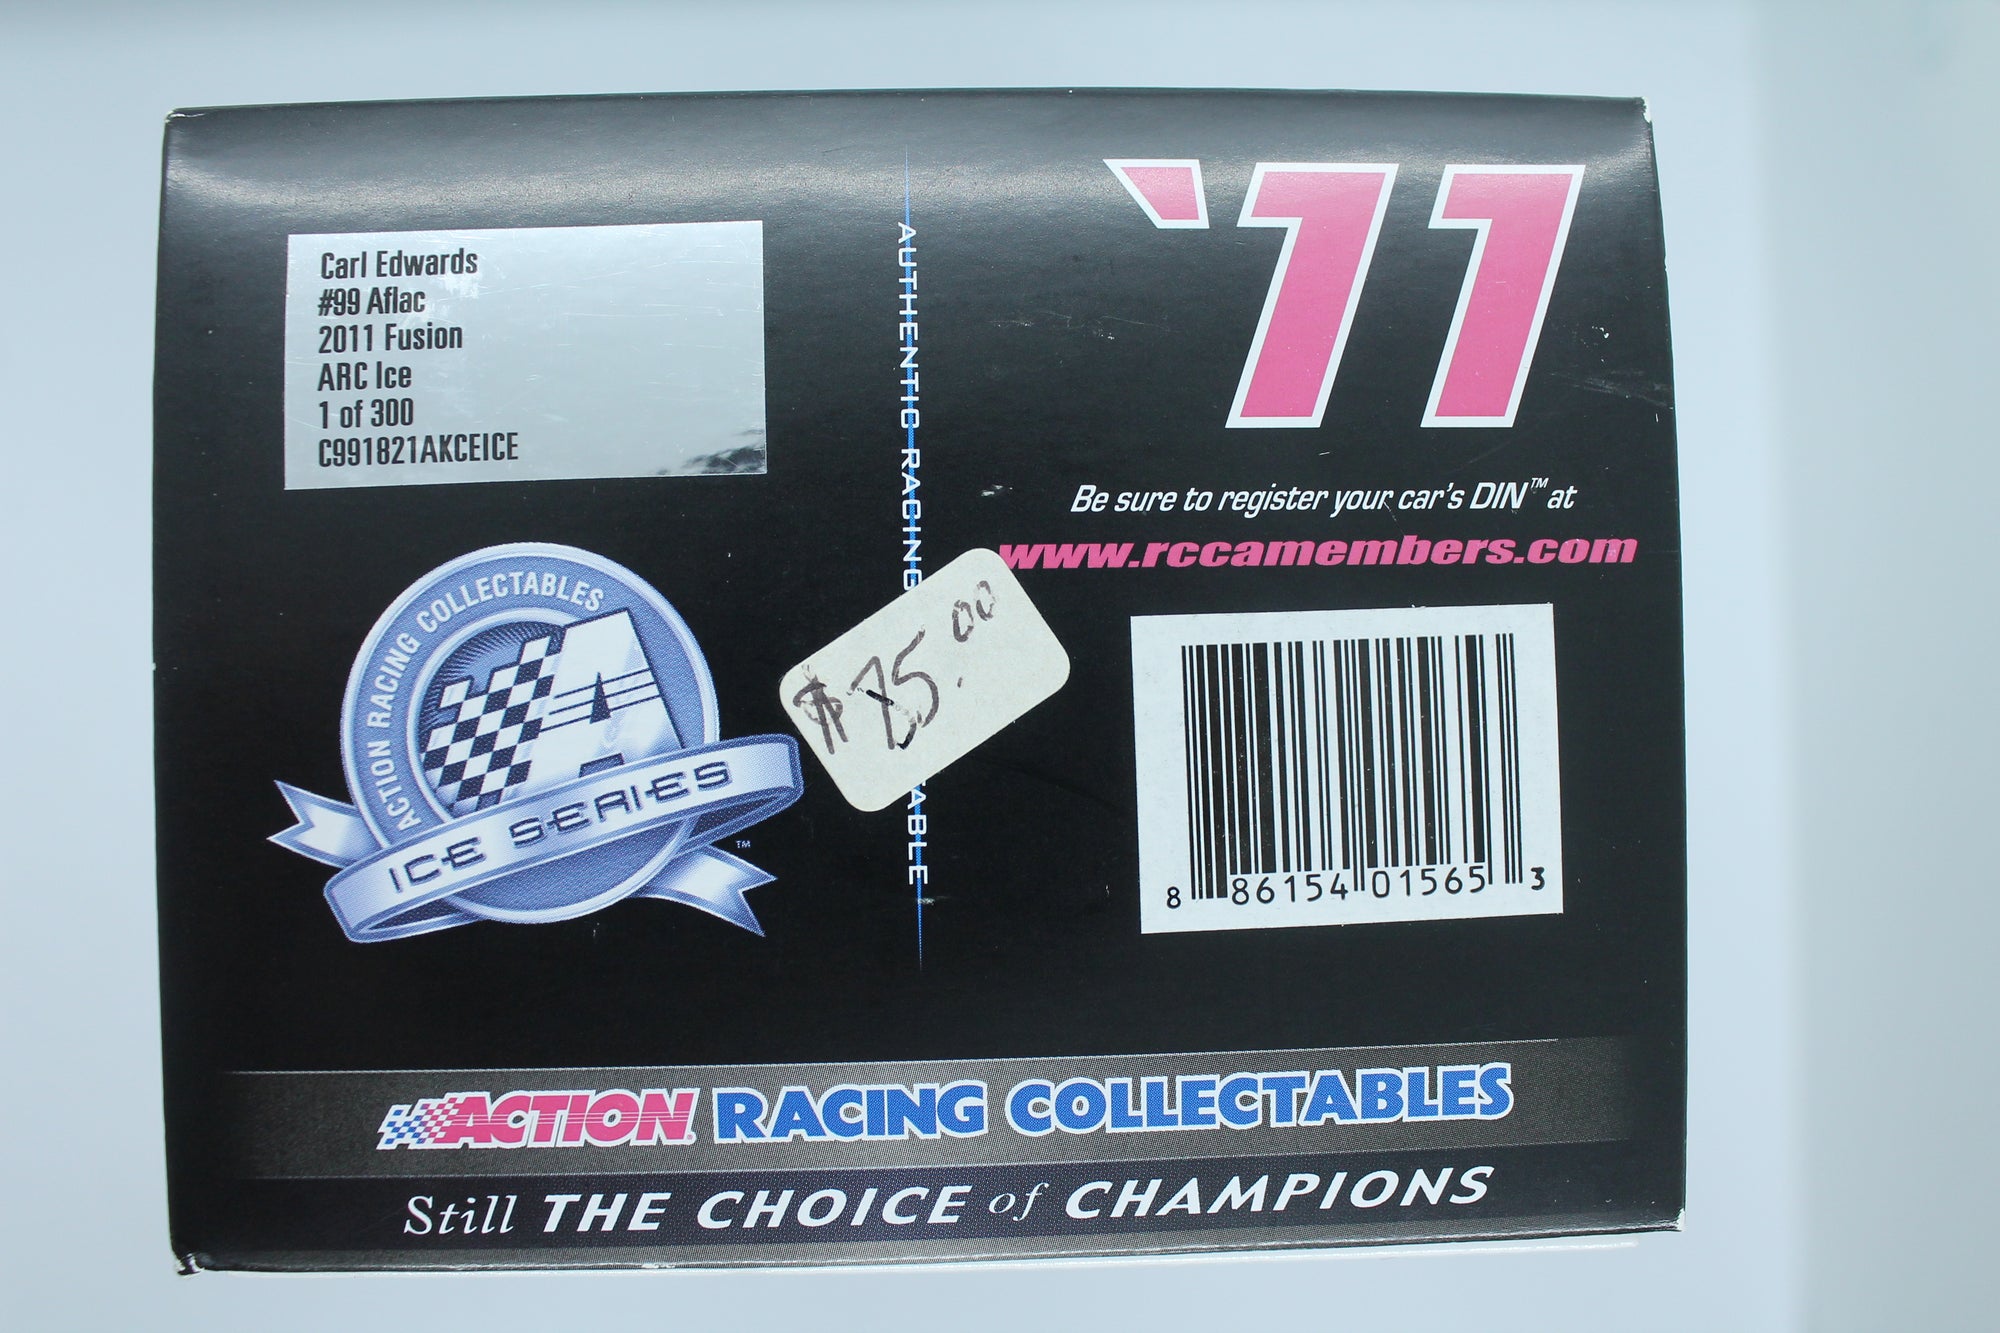 Carl Edwards
#99 Aflac
2011 Fusion
ARC Ice
1 of 300
C991821AKCEICE
AUTHENTIC RACING
ABLE
'11
Be sure to register your car's DIN™ at
www.rccamembers.com
ACTION RACING COLLECTABLES
A
ICE SERIES
TM
8 86154 01565 3
ACTION RACING COLLECTABLES
Still THE CHOICE of CHAMPIONS